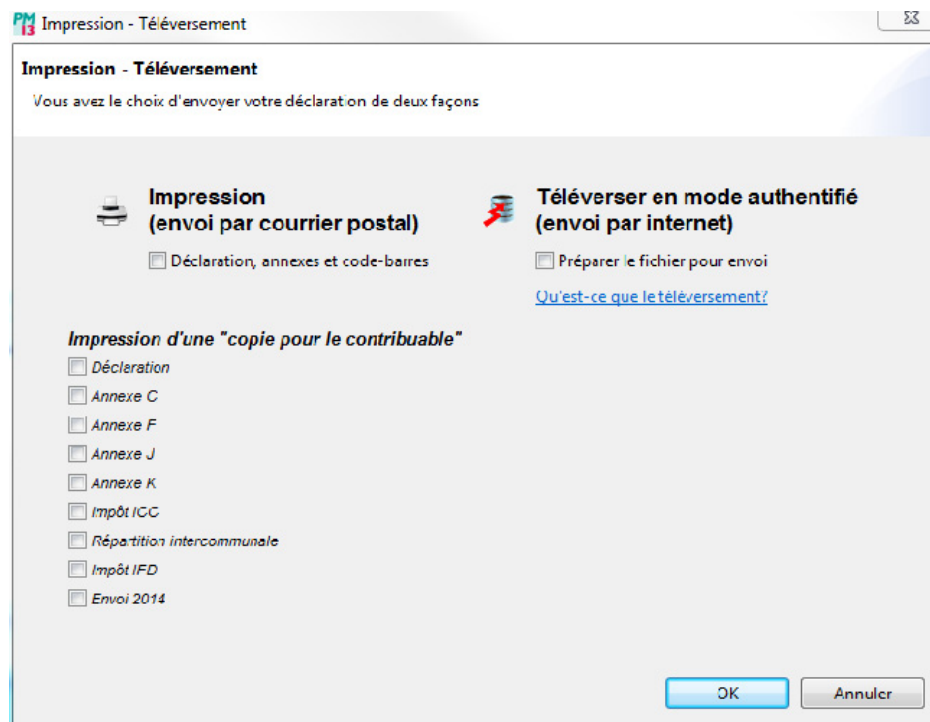 PM
13
Impression - Téléversement
Impression - Téléversement
Vous avez le choix d'envoyer votre déclaration de deux façons
Impression
(envoi par courrier postal)
Déclaration, annexes et code-barres
Téléverser en mode authentifié
(envoi par internet)
Préparer le fichier pour envoi
Qu'est-ce que le téléversement?
Impression d'une "copie pour le contribuable"
Déclaration
Annexe C
Annexe F
Annexe J
Annexe K
Impôt ICC
Répartition intercommunale
Impôt IFD
Envoi 2014
OK
Annuler